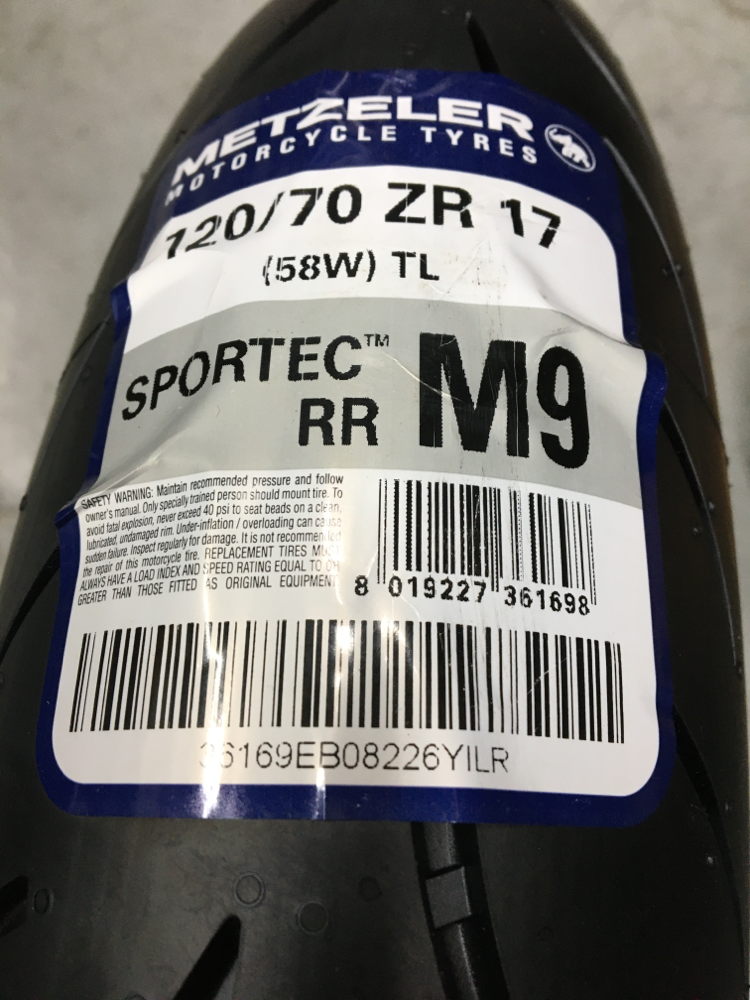 METZELER
MOTORCYCLE TYRES
120/70 ZR 17
(58W) TL
SPORTEC™ M9
RR
SAFETY WARNING: Maintain recommended pressure and follow
owner's manual. Only specially trained person should mount tire. To
avoid fatal explosion, never exceed 40 psi to seat beads on a clean,
lubricated, undamaged rim. Under-inflation / overloading can cause
sudden failure. Inspect regularly for damage. It is not recommended
the repair of this motorcycle tire. REPLACEMENT TIRES MUST
ALWAYS HAVE A LOAD INDEX AND SPEED RATING EQUAL TO OR
GREATER THAN THOSE FITTED AS ORIGINAL EQUIPMENT
8 019227 361698
36169EB08226YILR